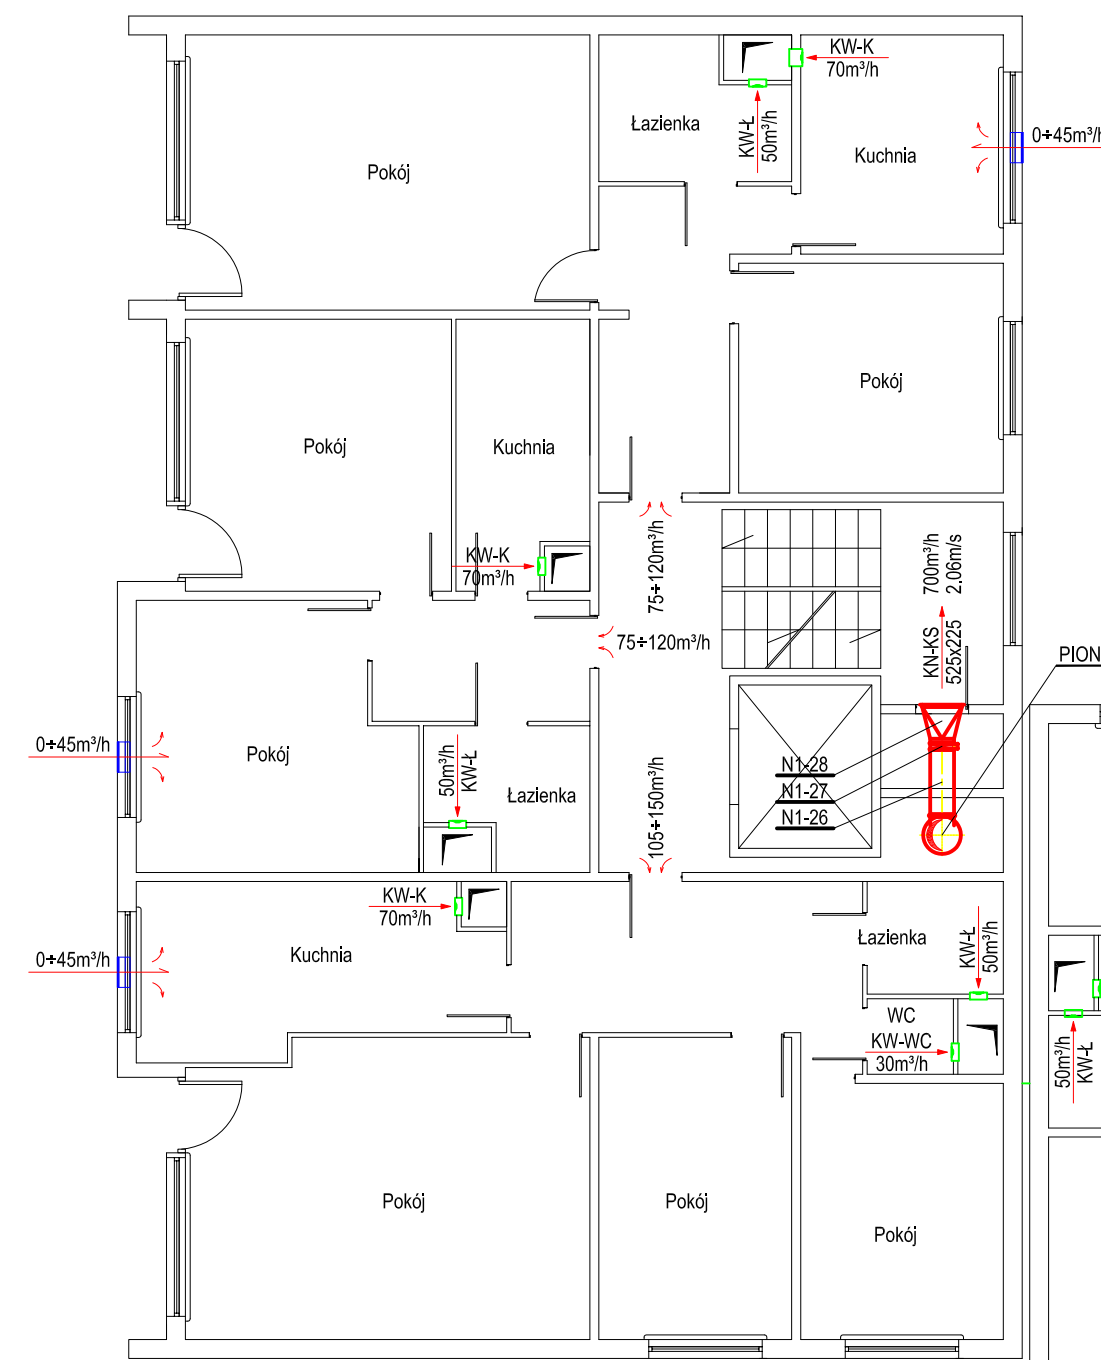 KW-K
70m³/h
Łazienka
KW-Ł
50m³/h
Kuchnia
0÷45m³/h
Pokój
Pokój
Pokój
Kuchnia
KW-K
70m³/h
75÷120m³/h
75÷120m³/h
700m³/h
2.06m/s
KN-KS
525x225
PION
0÷45m³/h
Pokój
50m³/h
KW-Ł
Łazienka
105÷150m³/h
N1-28
N1-27
N1-26
KW-K
70m³/h
0÷45m³/h
Kuchnia
Łazienka
KW-Ł
50m³/h
WC
KW-WC
30m³/h
50m³/h
KW-Ł
Pokój
Pokój
Pokój